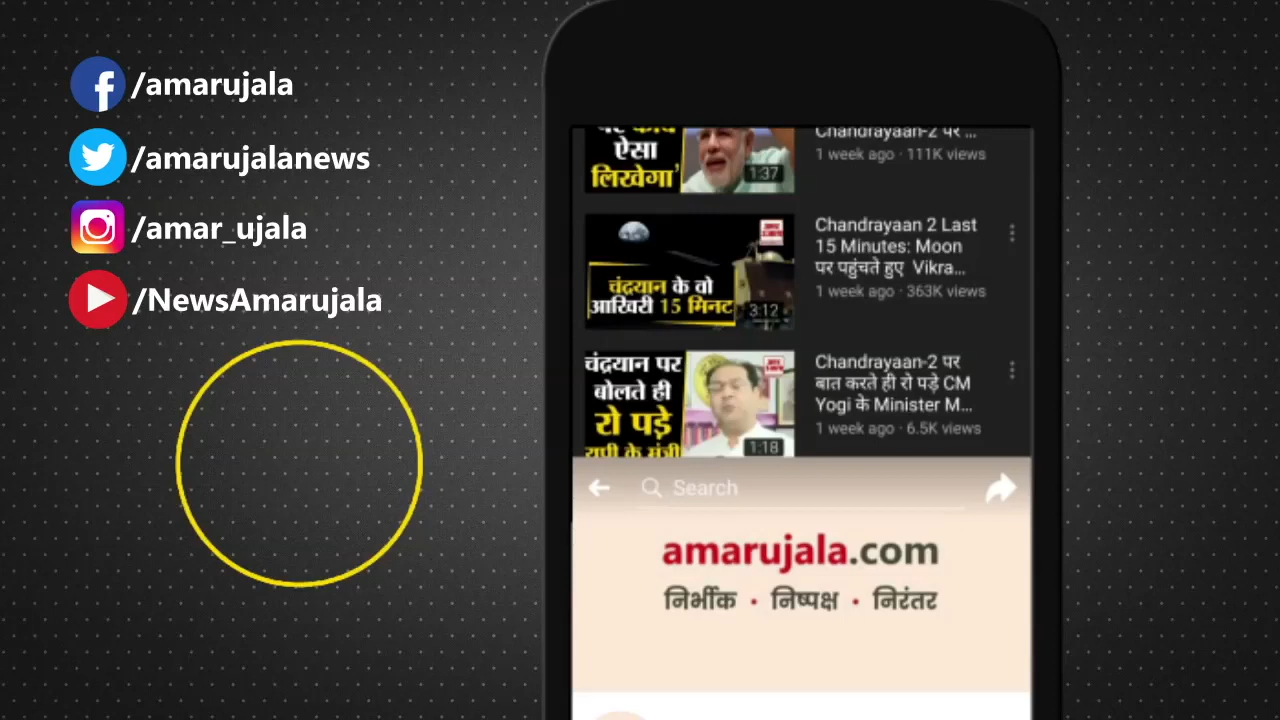 /amarujala
/amarujalanews
/amar_ujala
/NewsAmarujala
ऐसा
लिखेगा'
1:37
Chandrayaan-2 पर ...
1 week ago · 111K views
चंद्रयान के वो
आखिरी 15 मिनट
3:12
Chandrayaan 2 Last
15 Minutes: Moon
पर पहुंचते हुए Vikra...
1 week ago · 363K views
चंद्रयान पर
बोलते ही
रो पड़े
यूपी के मंत्री
1:18
Chandrayaan-2 पर
बात करते ही रो पड़े CM
Yogi के Minister M...
1 week ago · 6.5K views
Search
amarujala.com
निर्भीक • निष्पक्ष • निरंतर